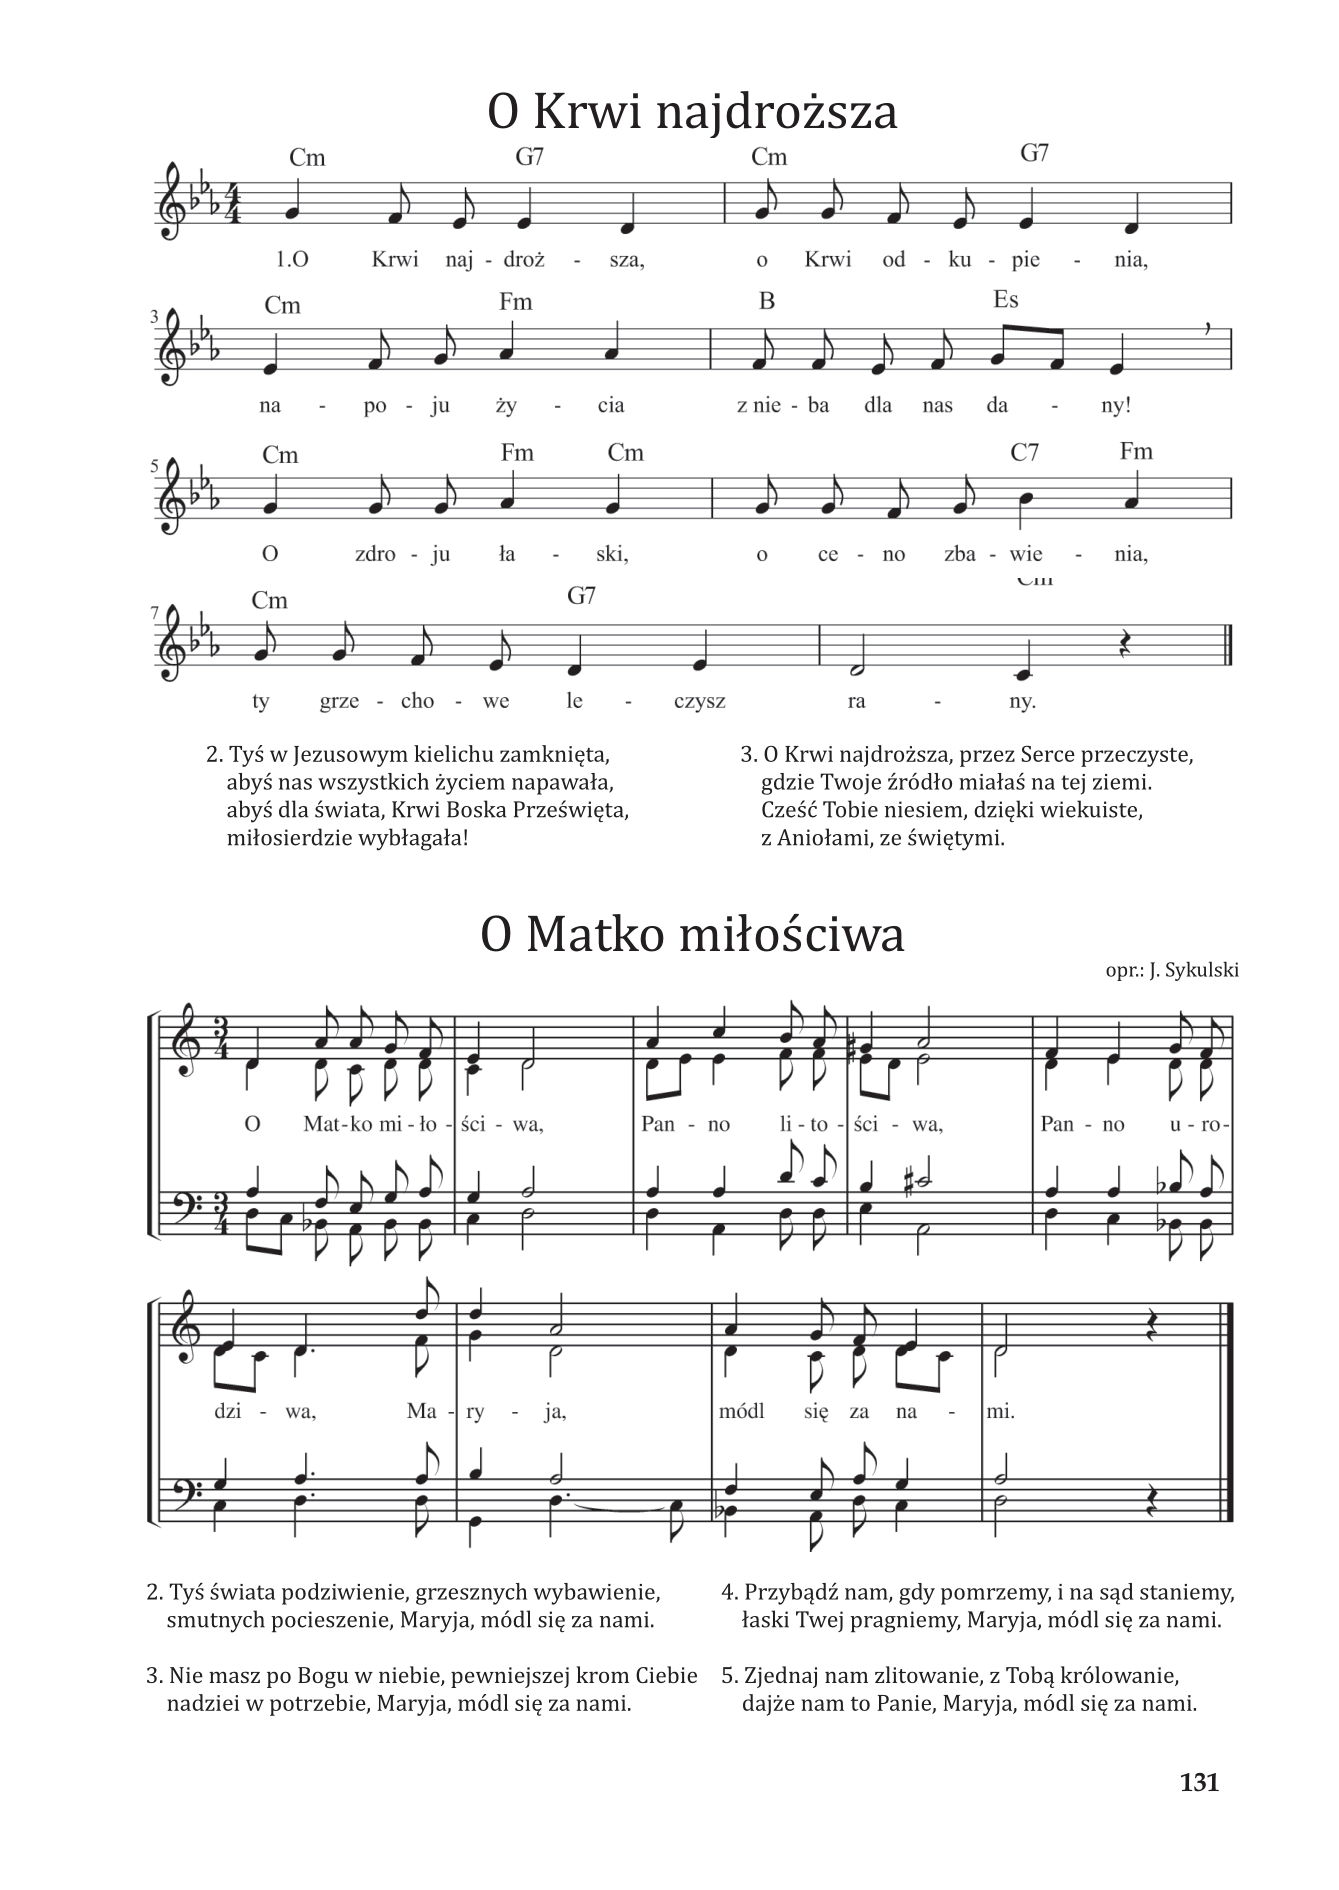 O Krwi najdroższa
Cm G7 Cm G7
1.O Krwi naj - droż - sza, o Krwi od - ku - pie - nia,
3 Cm Fm B Es
na - po - ju ży - cia z nie - ba dla nas da - ny!
5 Cm Fm Cm C7 Fm
O zdro - ju ła - ski, o ce - no zba - wie - nia,
7 Cm G7 Cm
ty grze - cho - we le - czysz ra - ny.
2. Tyś w Jezusowym kielichu zamknięta,
abyś nas wszystkich życiem napawała,
abyś dla świata, Krwi Boska Prześwięta,
miłosierdzie wybłagała!
3. O Krwi najdroższa, przez Serce przeczyste,
gdzie Twoje źródło miałaś na tej ziemi.
Cześć Tobie niesiem, dzięki wiekuiste,
z Aniołami, ze świętymi.
O Matko miłościwa
opr.: J. Sykulski
O Mat-ko mi - ło - ści - wa, Pan - no li - to - ści - wa, Pan - no u - ro-
dzi - wa, Ma - ry - ja, módl się za na - mi.
2. Tyś świata podziwienie, grzesznych wybawienie,
smutnych pocieszenie, Maryja, módl się za nami.
3. Nie masz po Bogu w niebie, pewniejszej krom Ciebie
nadziei w potrzebie, Maryja, módl się za nami.
4. Przybądź nam, gdy pomrzemy, i na sąd staniemy,
łaski Twej pragniemy, Maryja, módl się za nami.
5. Zjednaj nam zlitowanie, z Tobą królowanie,
dajże nam to Panie, Maryja, módl się za nami.
131